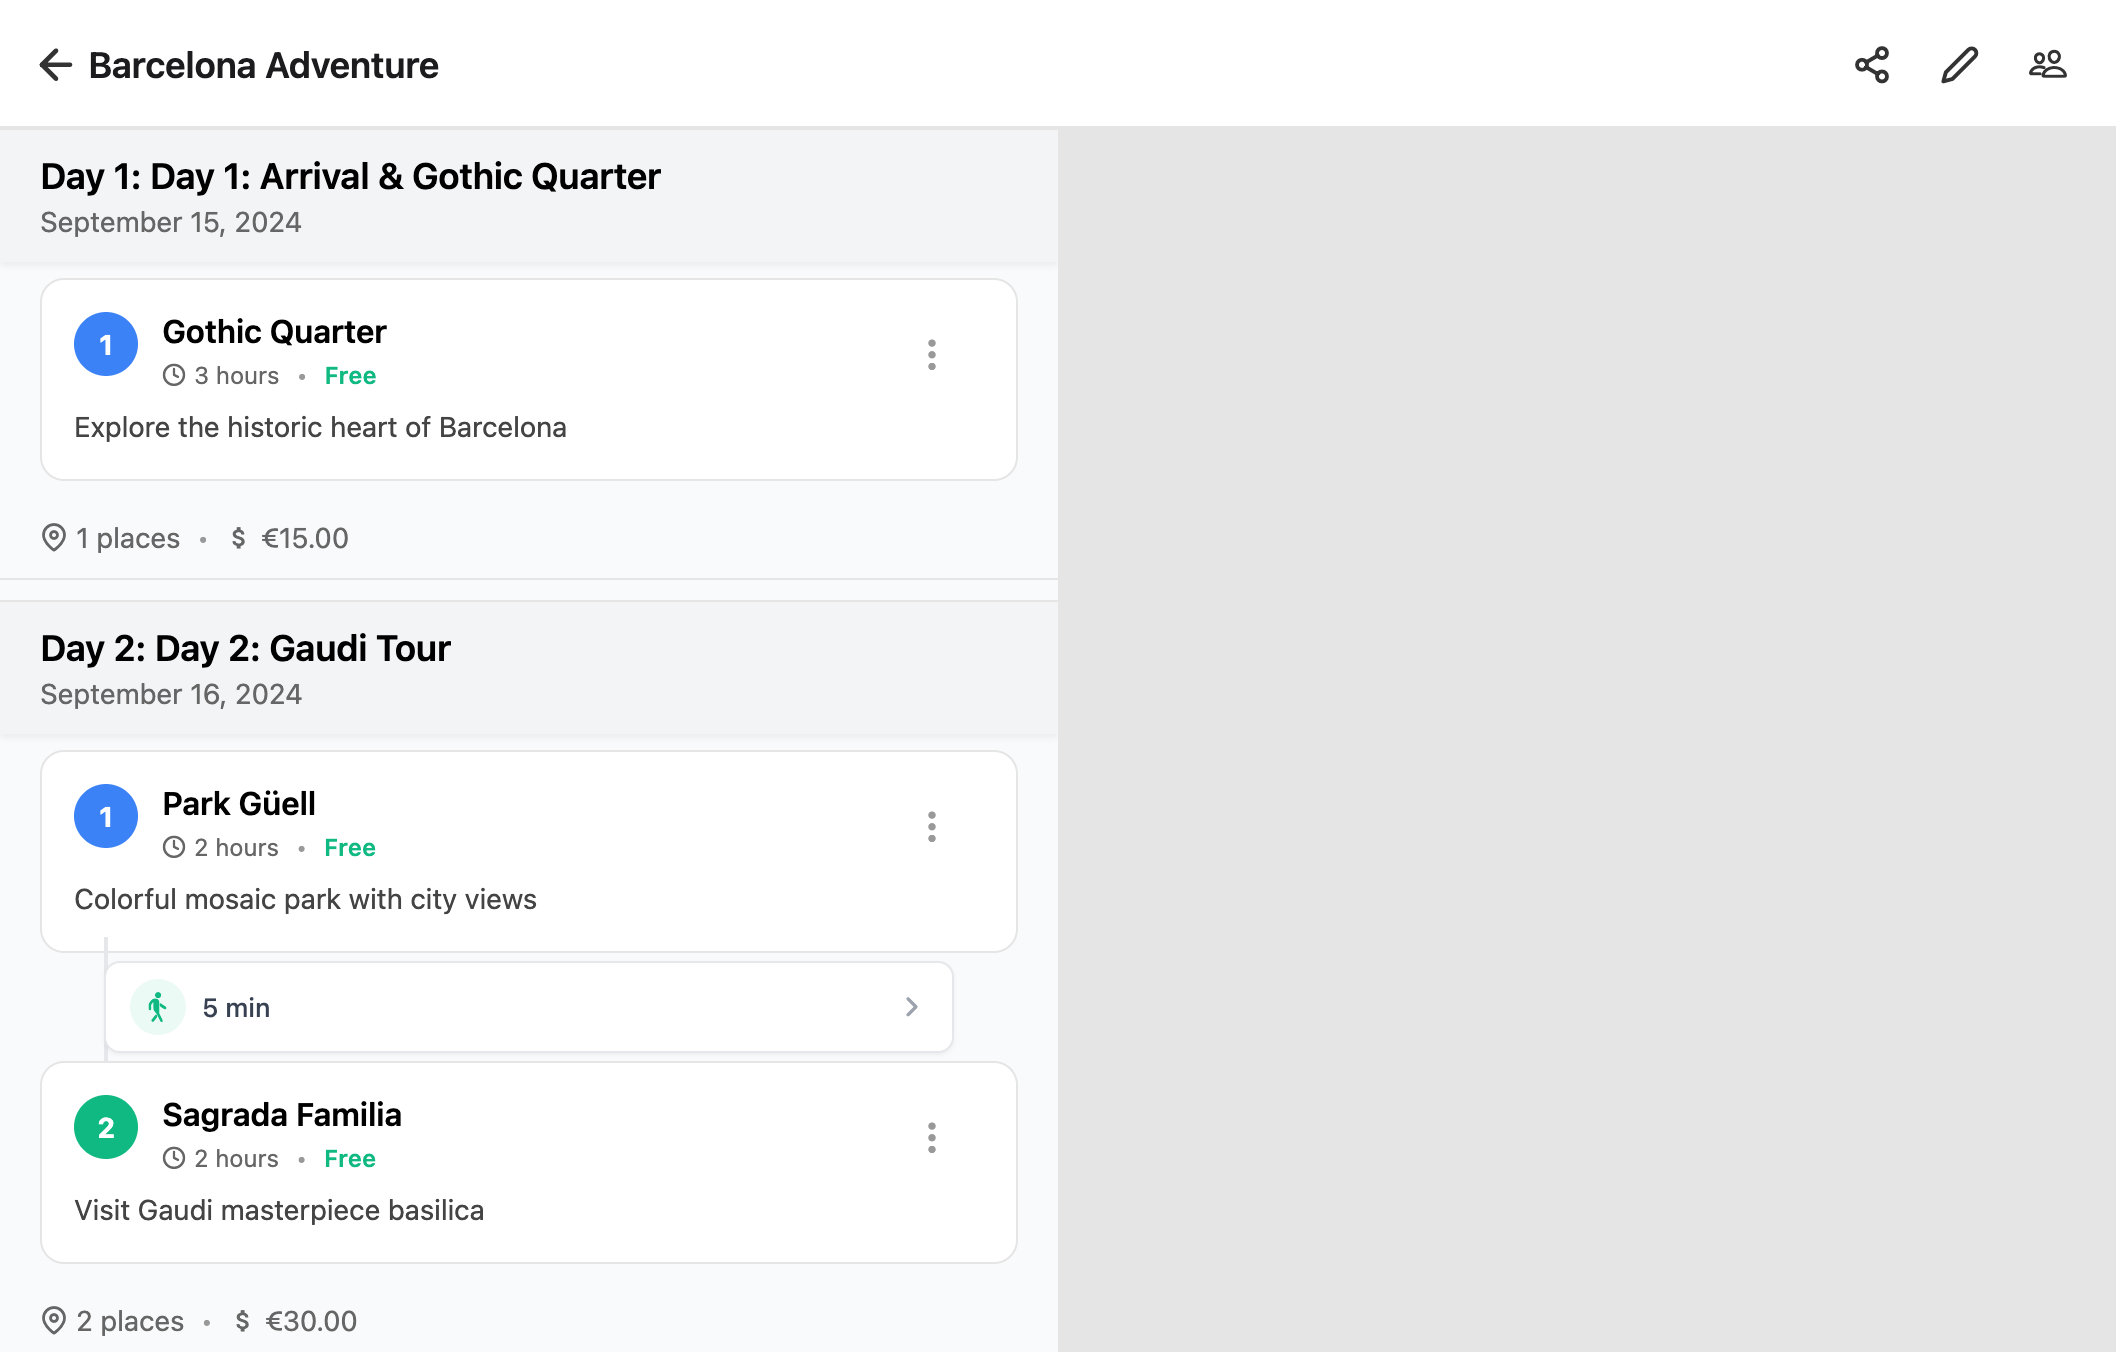 Barcelona Adventure
Day 1: Day 1: Arrival & Gothic Quarter
September 15, 2024
1
Gothic Quarter
3 hours • Free
Explore the historic heart of Barcelona
1 places • $ €15.00
Day 2: Day 2: Gaudi Tour
September 16, 2024
1
Park Güell
2 hours • Free
Colorful mosaic park with city views
5 min
2
Sagrada Familia
2 hours • Free
Visit Gaudi masterpiece basilica
2 places • $ €30.00